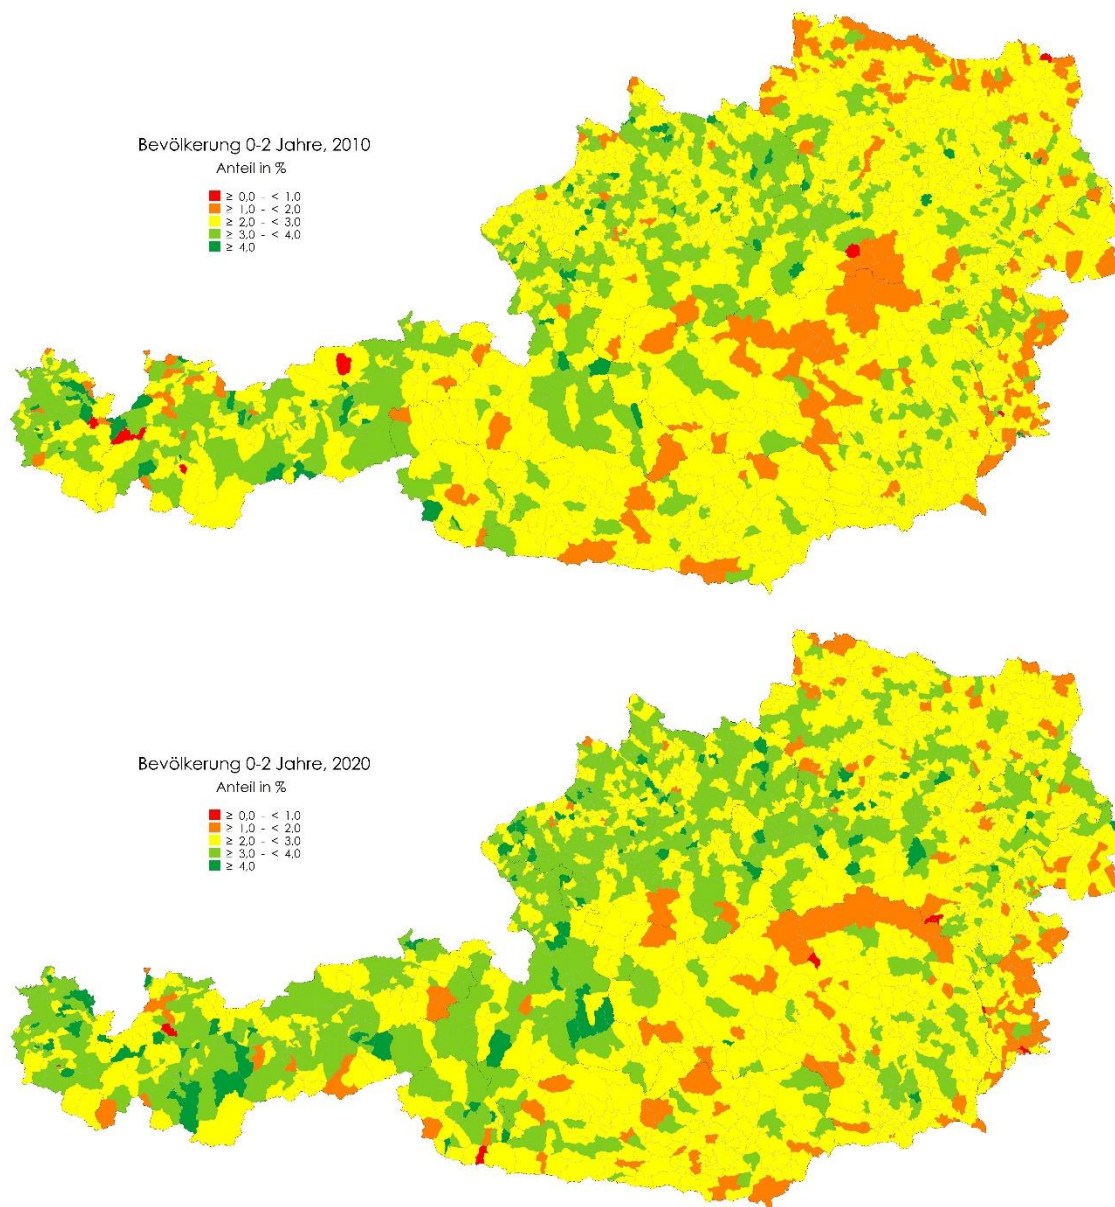 Bevölkerung 0-2 Jahre, 2010
Anteil in %
≥ 0,0 - < 1,0
≥ 1,0 - < 2,0
≥ 2,0 - < 3,0
≥ 3,0 - < 4,0
≥ 4,0
Bevölkerung 0-2 Jahre, 2020
Anteil in %
≥ 0,0 - < 1,0
≥ 1,0 - < 2,0
≥ 2,0 - < 3,0
≥ 3,0 - < 4,0
≥ 4,0